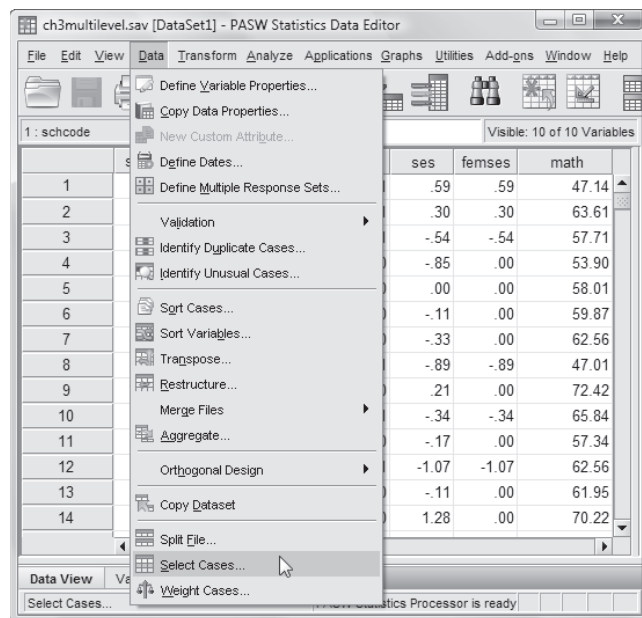 ch3multilevel.sav [DataSet1] - PASW Statistics Data Editor
File Edit View Data Transform Analyze Applications Graphs Utilities Add-ons Window Help
1 : schcode
Visible: 10 of 10 Variables
Define Variable Properties...
Copy Data Properties...
New Custom Attribute...
Define Dates...
Define Multiple Response Sets...
Validation
Identify Duplicate Cases...
Identify Unusual Cases...
Sort Cases...
Sort Variables...
Transpose...
Restructure...
Merge Files
Aggregate...
Orthogonal Design
Copy Dataset
Split File...
Select Cases...
Weight Cases...
ses femses math
1 .59 .59 47.14
2 .30 .30 63.61
3 -.54 -.54 57.71
4 -.85 .00 53.90
5 .00 .00 58.01
6 -.11 .00 59.87
7 -.33 .00 62.56
8 -.89 -.89 47.01
9 .21 .00 72.42
10 -.34 -.34 65.84
11 -.17 .00 57.34
12 -1.07 -1.07 62.56
13 -.11 .00 61.95
14 1.28 .00 70.22
Data View
Select Cases...
Processor is ready